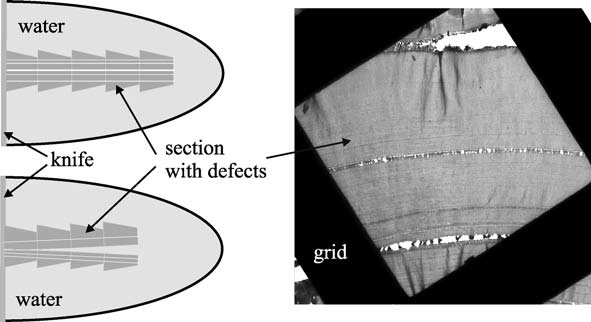 water
knife
section
with defects
water
grid